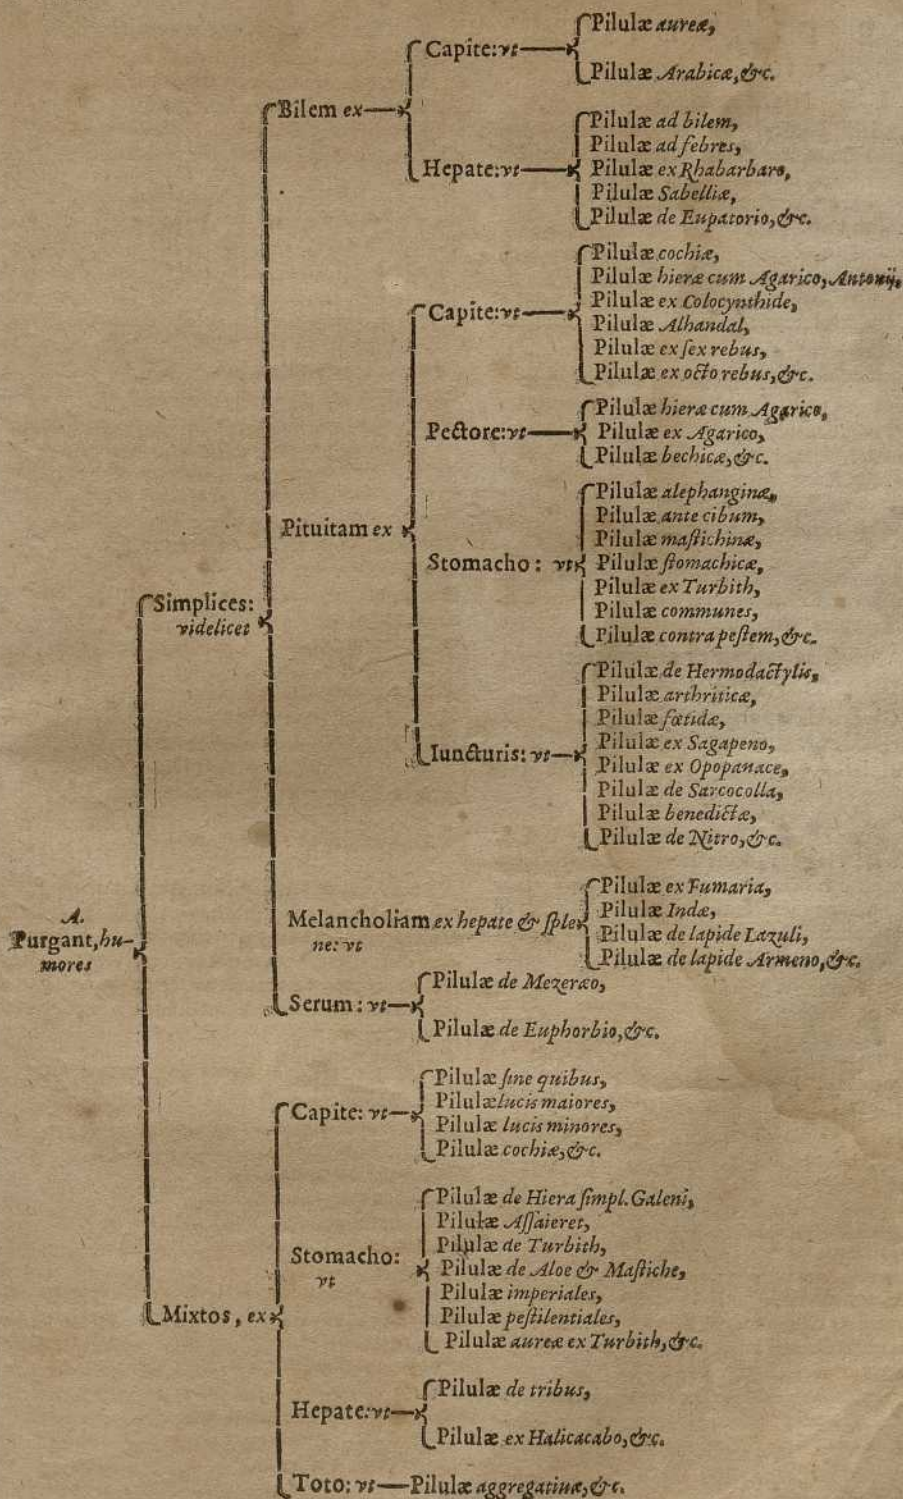 A.
Purgant, humores
Simplices:
videlicet
Bilem ex
Capite: vt
Pilulæ aureæ,
Pilulæ Arabicæ, &c.
Hepate: vt
Pilulæ ad bilem,
Pilulæ ad febres,
Pilulæ ex Rhabarbaro,
Pilulæ Sabelliæ,
Pilulæ de Eupatorio, &c.
Pituitam ex
Capite: vt
Pilulæ cochiæ,
Pilulæ hieræ cum Agarico, Antonij,
Pilulæ ex Colocynthide,
Pilulæ Alhandal,
Pilulæ ex ſex rebus,
Pilulæ ex octo rebus, &c.
Pectore: vt
Pilulæ hieræ cum Agarico,
Pilulæ ex Agarico,
Pilulæ bechicæ, &c.
Stomacho: vt
Pilulæ alephanginæ,
Pilulæ ante cibum,
Pilulæ maſtichinæ,
Pilulæ ſtomachicæ,
Pilulæ ex Turbith,
Pilulæ communes,
Pilulæ contra peſtem, &c.
Iuncturis: vt
Pilulæ de Hermodactylis,
Pilulæ arthriticæ,
Pilulæ fœtidæ,
Pilulæ ex Sagapeno,
Pilulæ ex Opopanace,
Pilulæ de Sarcocolla,
Pilulæ benedictæ,
Pilulæ de Nitro, &c.
Melancholiam ex hepate & ſple
ne: vt
Pilulæ ex Fumaria,
Pilulæ Indæ,
Pilulæ de lapide Lazuli,
Pilulæ de lapide Armeno, &c.
Serum: vt
Pilulæ de Mezeræo,
Pilulæ de Euphorbio, &c.
Mixtos, ex
Capite: vt
Pilulæ ſine quibus,
Pilulæ lucis maiores,
Pilulæ lucis minores,
Pilulæ cochiæ, &c.
Stomacho:
vt
Pilulæ de Hiera ſimpl. Galeni,
Pilulæ Aſſaieret,
Pilulæ de Turbith,
Pilulæ de Aloe & Maſtiche,
Pilulæ imperiales,
Pilulæ peſtilentiales,
Pilulæ aureæ ex Turbith, &c.
Hepate: vt
Pilulæ de tribus,
Pilulæ ex Halicacabo, &c.
Toto: vt
Pilulæ aggregatiuæ, &c.